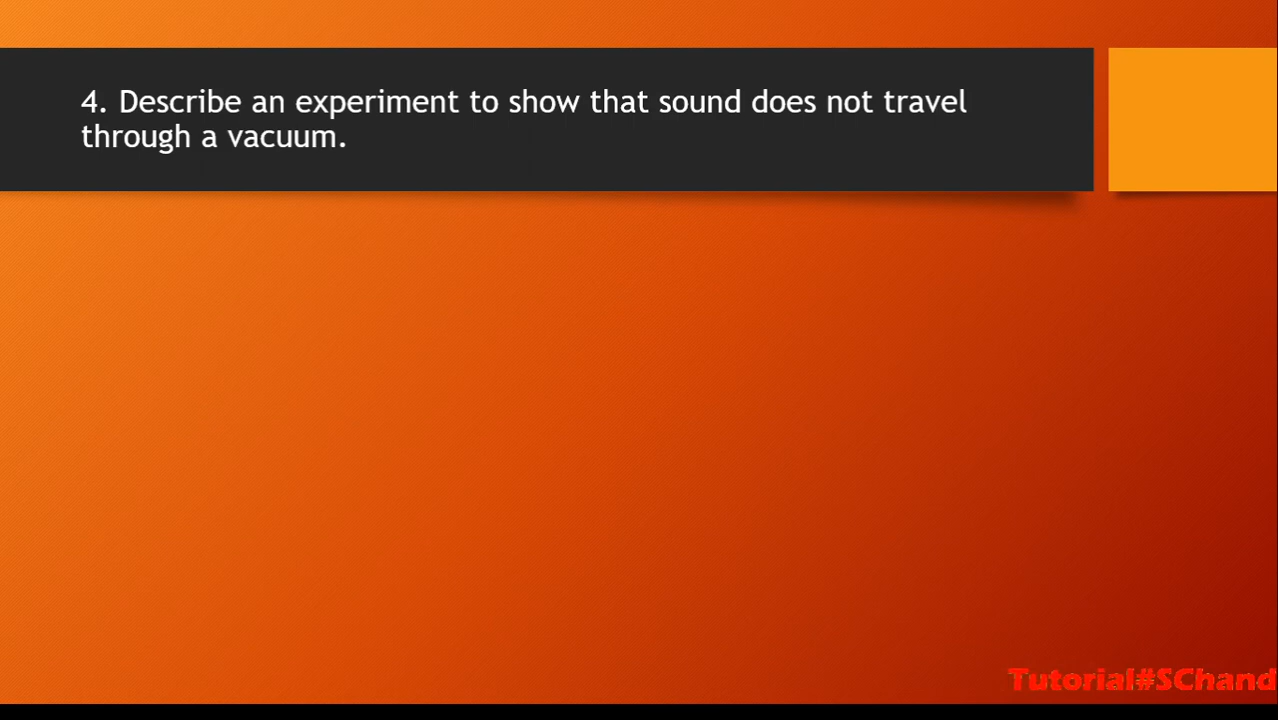 4. Describe an experiment to show that sound does not travel
through a vacuum.
Tutorial#SChand